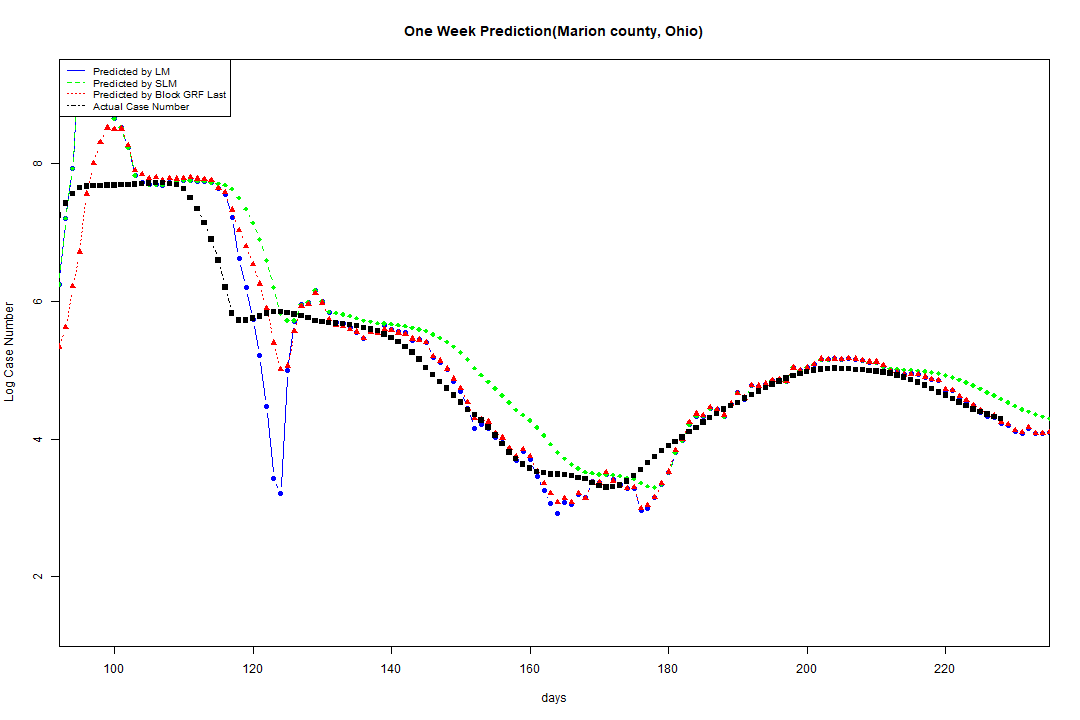 One Week Prediction(Marion county, Ohio)
Predicted by LM
Predicted by SLM
Predicted by Block GRF Last
Actual Case Number
8
6
4
2
Log Case Number
100 120 140 160 180 200 220
days